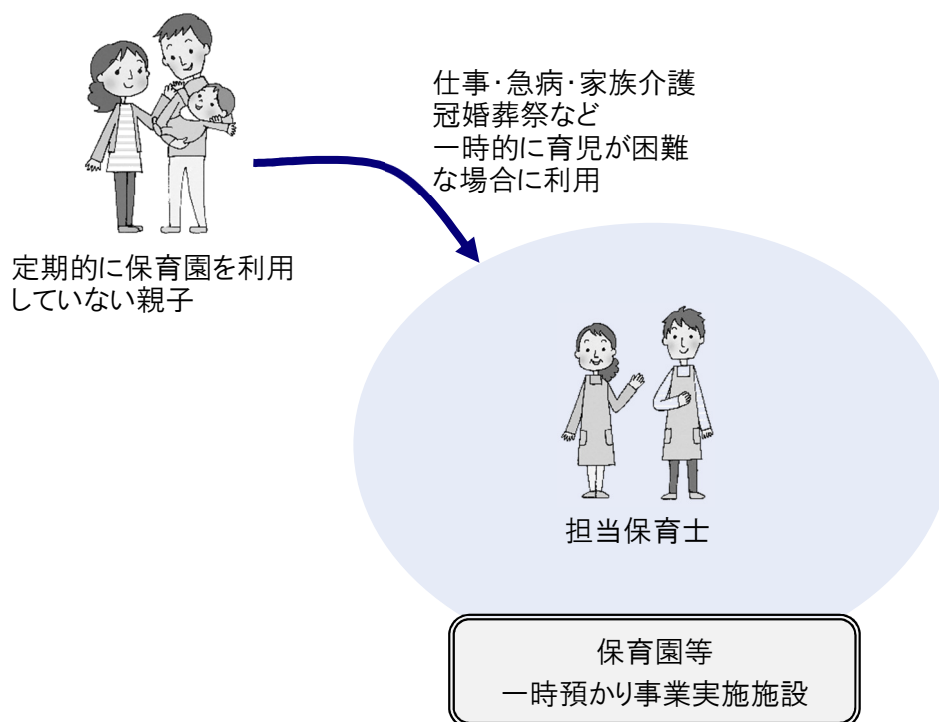 仕事・急病・家族介護
冠婚葬祭など
一時的に育児が困難
な場合に利用
定期的に保育園を利用
していない親子
担当保育士
保育園等
一時預かり事業実施施設